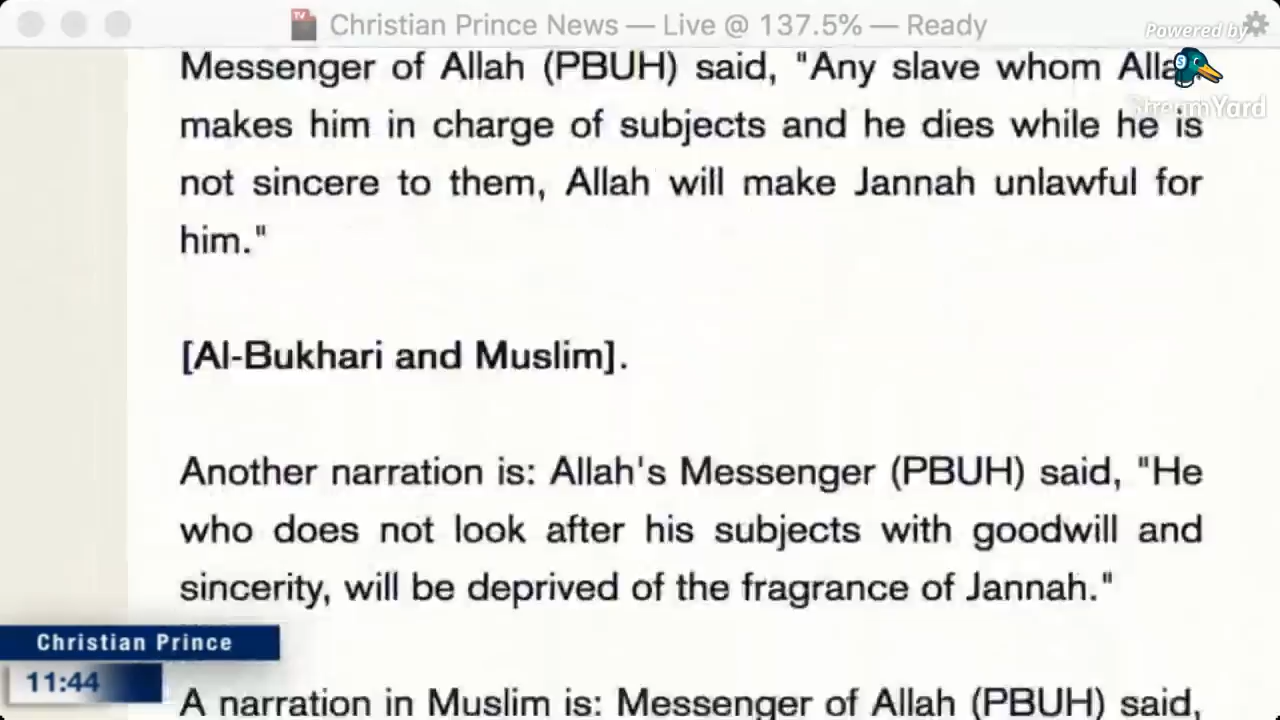 Christian Prince News — Live @ 137.5% — Ready
Powered by
StreamYard
Messenger of Allah (PBUH) said, "Any slave whom Alla
makes him in charge of subjects and he dies while he is
not sincere to them, Allah will make Jannah unlawful for
him."
[Al-Bukhari and Muslim].
Another narration is: Allah's Messenger (PBUH) said, "He
who does not look after his subjects with goodwill and
sincerity, will be deprived of the fragrance of Jannah."
Christian Prince
11:44
A narration in Muslim is: Messenger of Allah (PBUH) said,